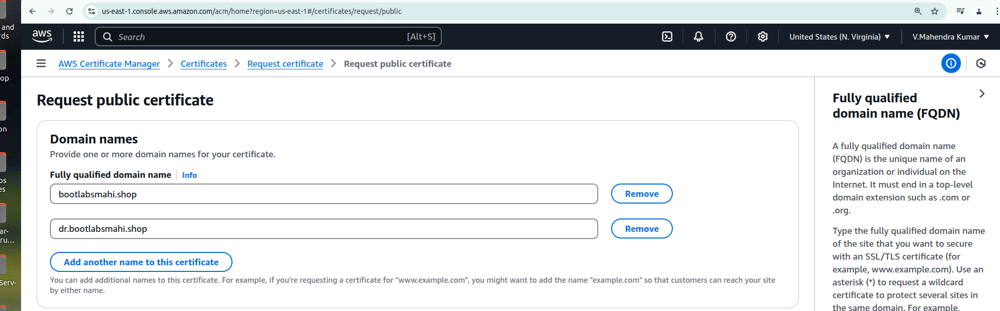 us-east-1.console.aws.amazon.com/acm/home?region=us-east-1#/certificates/request/public
aws
Search
[Alt+S]
United States (N. Virginia)
V.Mahendra Kumar
AWS Certificate Manager
Certificates
Request certificate
Request public certificate
Request public certificate
Domain names
Provide one or more domain names for your certificate.
Fully qualified domain name
Info
bootlabsmahi.shop
Remove
dr.bootlabsmahi.shop
Remove
Add another name to this certificate
You can add additional names to this certificate. For example, if you're requesting a certificate for "www.example.com", you might want to add the name "example.com" so that customers can reach your site
by either name.
Fully qualified
domain name (FQDN)
A fully qualified domain name
(FQDN) is the unique name of an
organization or individual on the
Internet. It must end in a top-level
domain extension such as .com or
.org.
Type the fully qualified domain name
of the site that you want to secure
with an SSL/TLS certificate (for
example, www.example.com). Use an
asterisk (*) to request a wildcard
certificate to protect several sites in
the same domain. For example,
and